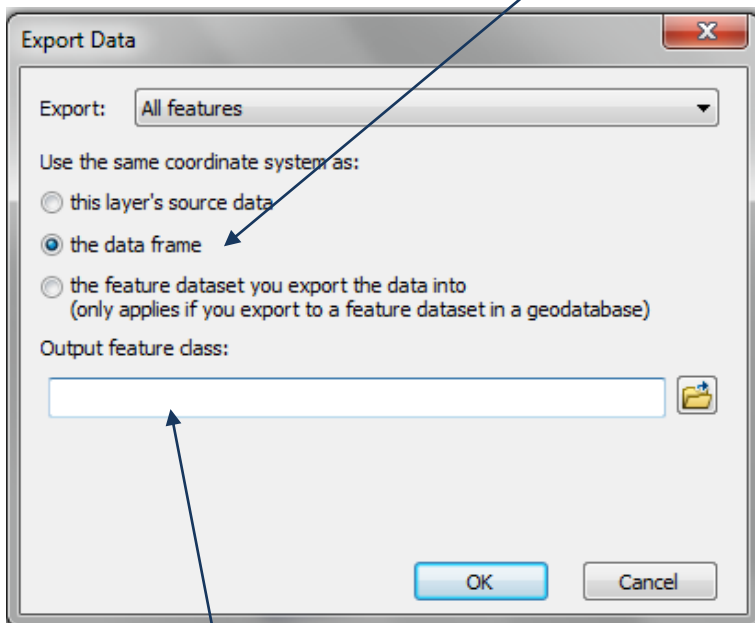 Export Data
Export: All features
Use the same coordinate system as:
this layer's source data
the data frame
the feature dataset you export the data into
(only applies if you export to a feature dataset in a geodatabase)
Output feature class:
OK Cancel